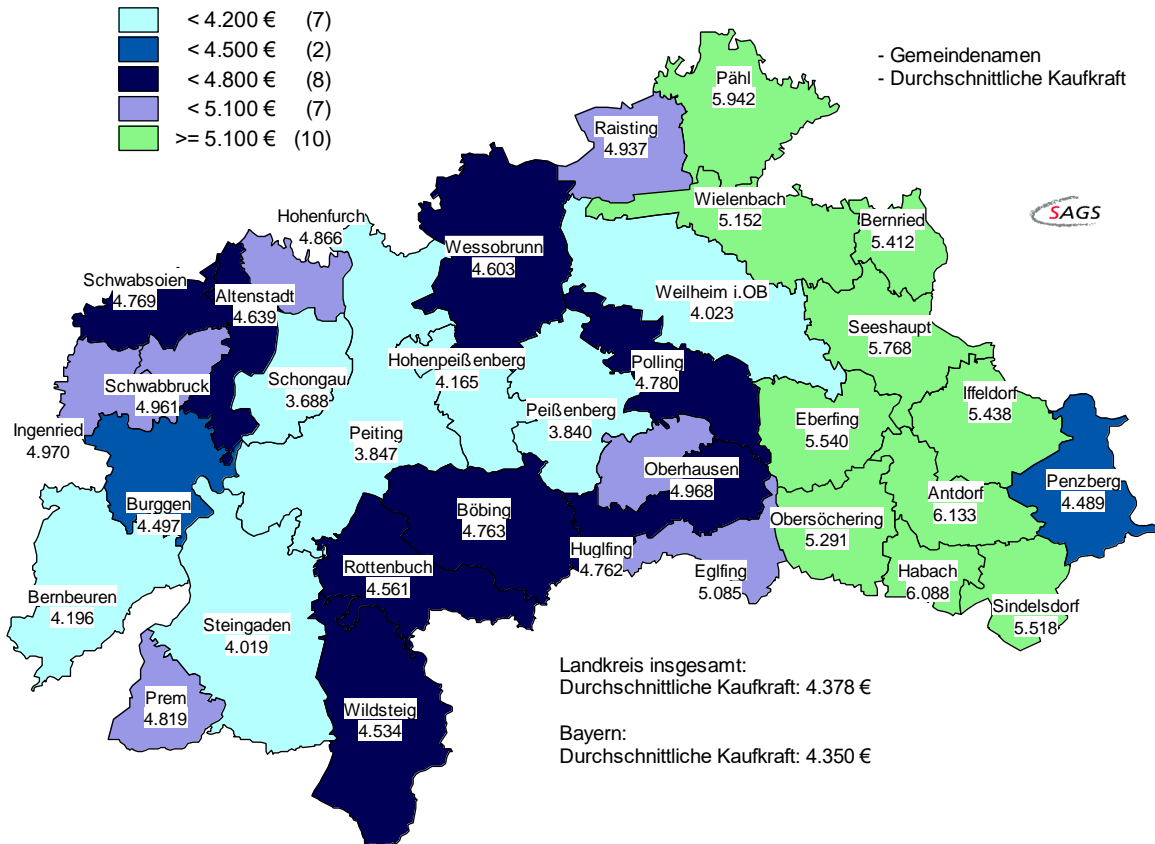 < 4.200 € (7)
< 4.500 € (2)
< 4.800 € (8)
< 5.100 € (7)
>= 5.100 € (10)
- Gemeindenamen
- Durchschnittliche Kaufkraft
SAGS
Pähl
5.942
Raisting
4.937
Wielenbach
5.152
Bernried
5.412
Hohenfurch
4.866
Wessobrunn
4.603
Schwabsoien
4.769
Altenstadt
4.639
Weilheim i.OB
4.023
Seeshaupt
5.768
Hohenpeißenberg
4.165
Polling
4.780
Schongau
3.688
Schwabbruck
4.961
Iffeldorf
5.438
Peißenberg
3.840
Eberfing
5.540
Ingenried
4.970
Peiting
3.847
Oberhausen
4.968
Penzberg
4.489
Antdorf
6.133
Burggen
4.497
Böbing
4.763
Obersöchering
5.291
Huglfing
4.762
Rottenbuch
4.561
Eglfing
5.085
Habach
6.088
Bernbeuren
4.196
Steingaden
4.019
Sindelsdorf
5.518
Prem
4.819
Wildsteig
4.534
Landkreis insgesamt:
Durchschnittliche Kaufkraft: 4.378 €
Bayern:
Durchschnittliche Kaufkraft: 4.350 €